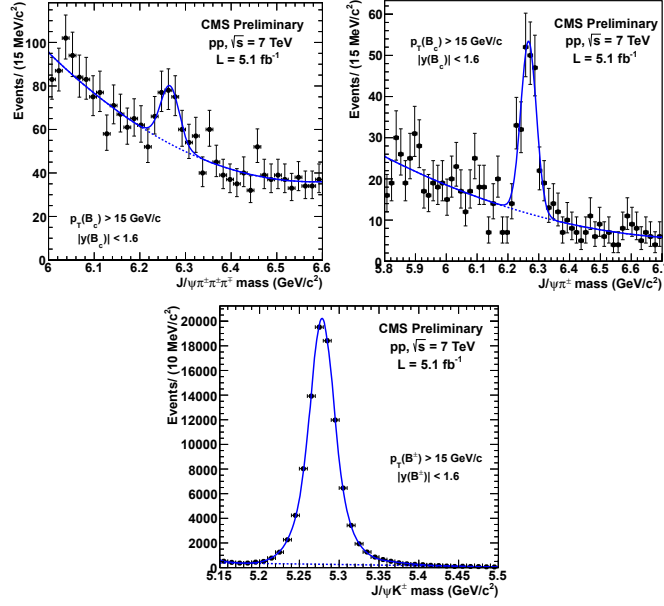 Events/ (15 MeV/c²)
100
80
60
40
20
0
CMS Preliminary
pp, √s = 7 TeV
L = 5.1 fb⁻¹
p_T(B_c) > 15 GeV/c
|y(B_c)| < 1.6
6 6.1 6.2 6.3 6.4 6.5 6.6
J/ψπ±π±π∓ mass (GeV/c²)
Events/ (15 MeV/c²)
60
50
40
30
20
10
0
p_T(B_c) > 15 GeV/c
|y(B_c)| < 1.6
CMS Preliminary
pp, √s = 7 TeV
L = 5.1 fb⁻¹
5.8 5.9 6 6.1 6.2 6.3 6.4 6.5 6.6 6.7
J/ψπ± mass (GeV/c²)
Events/ (10 MeV/c²)
20000
18000
16000
14000
12000
10000
8000
6000
4000
2000
0
CMS Preliminary
pp, √s = 7 TeV
L = 5.1 fb⁻¹
p_T(B±) > 15 GeV/c
|y(B±)| < 1.6
5.15 5.2 5.25 5.3 5.35 5.4 5.45 5.5
J/ψK± mass (GeV/c²)